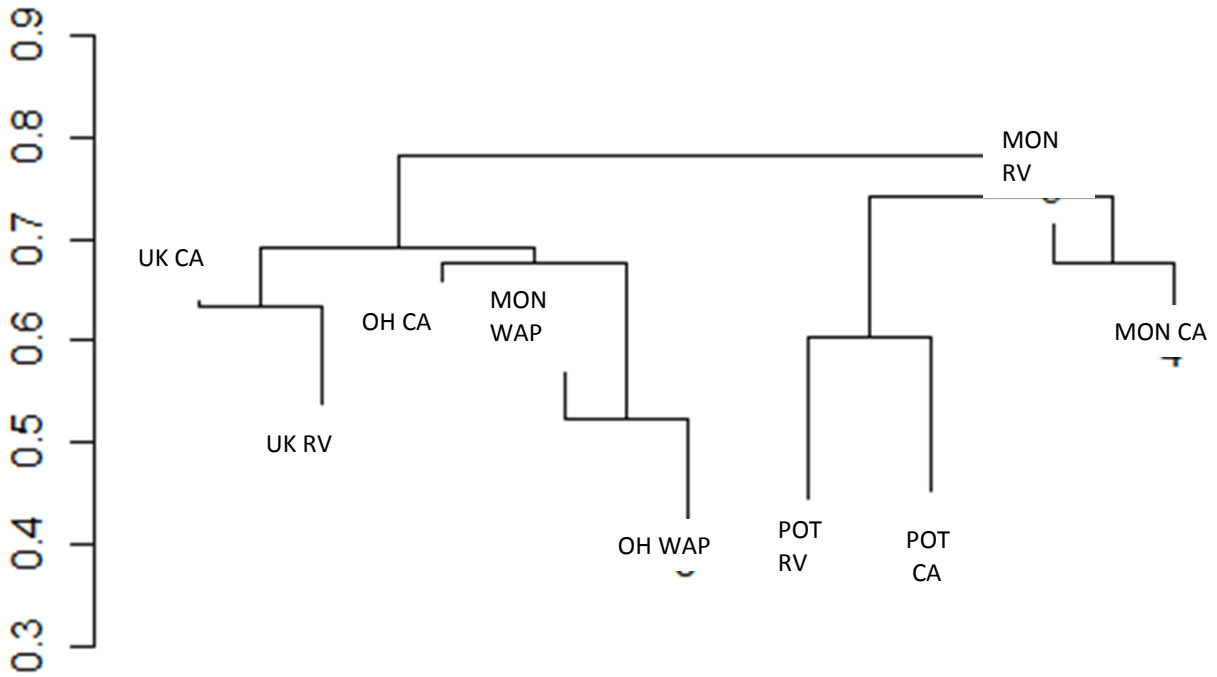 0.9
0.8
0.7
0.6
0.5
0.4
0.3
MON
RV
UK CA
OH CA
MON
WAP
MON CA
UK RV
OH WAP
POT
RV
POT
CA